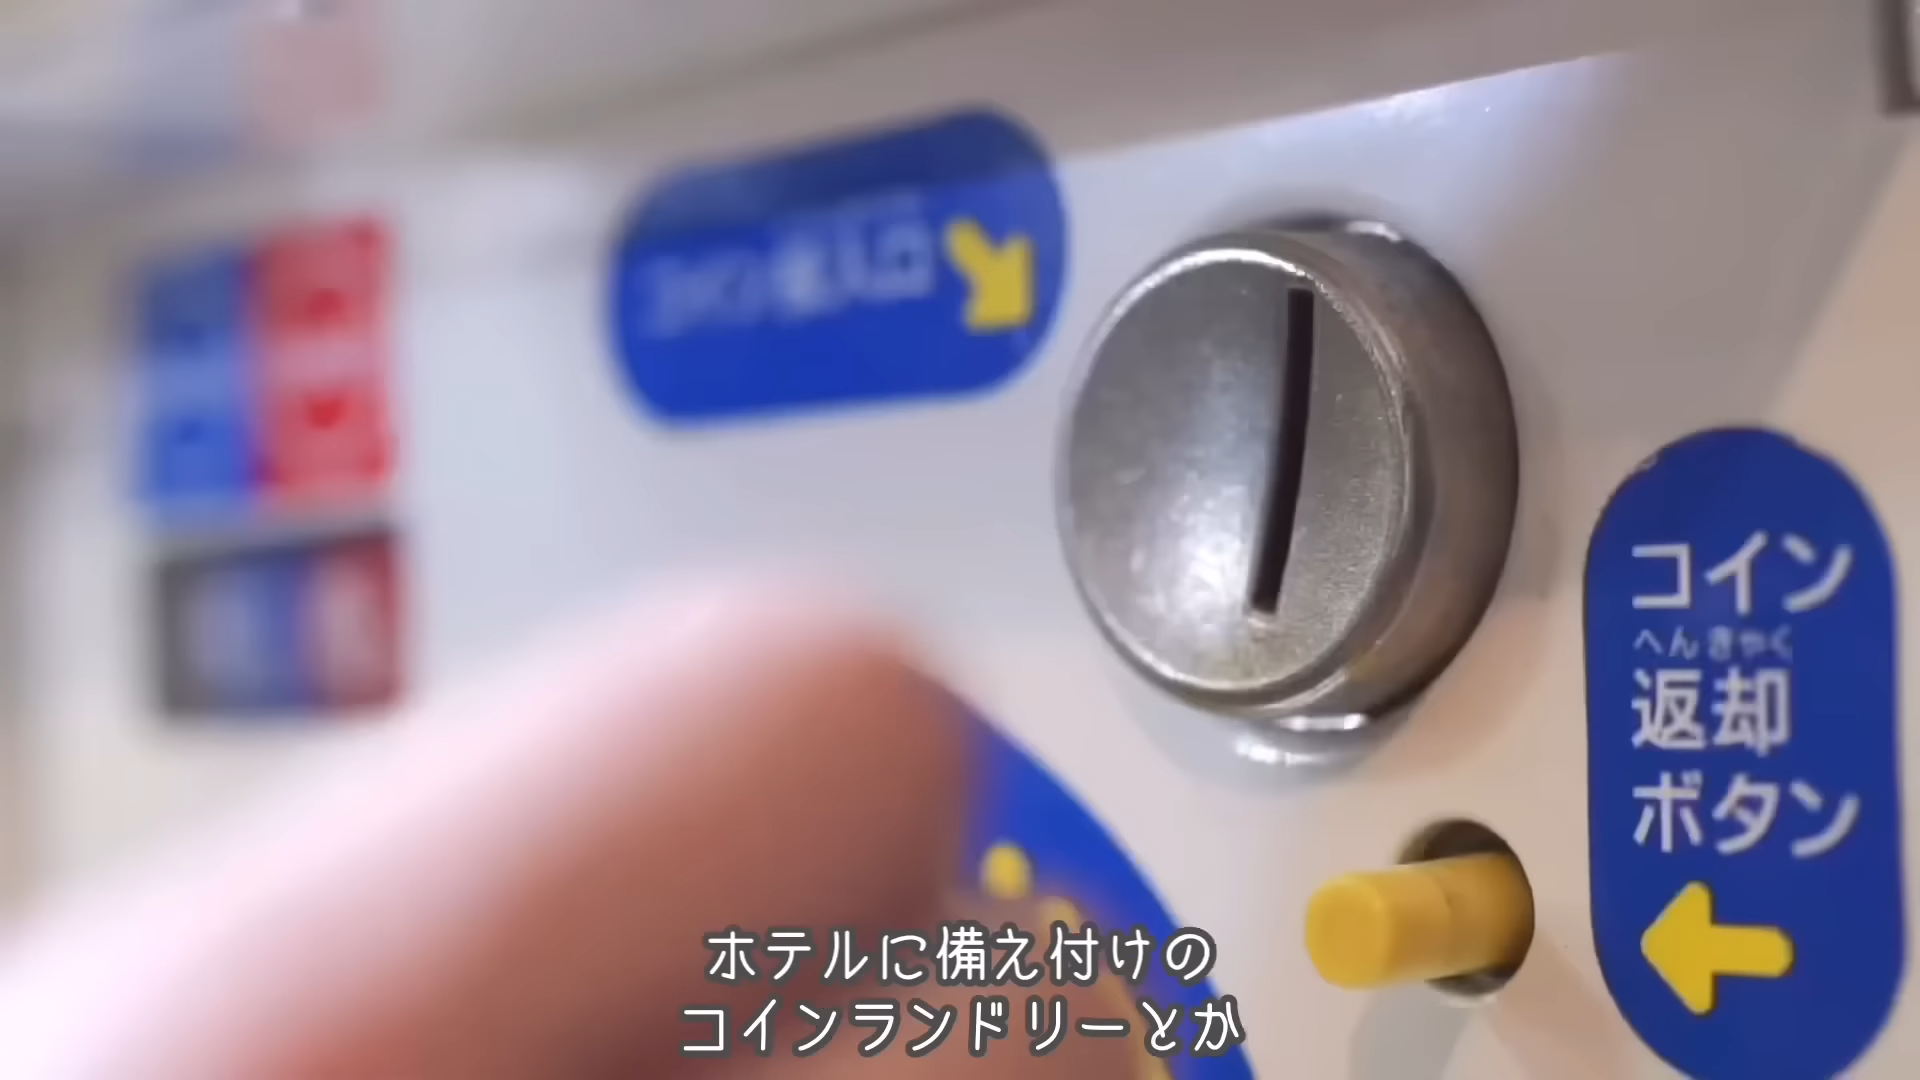 コイン
へんきゃく
返却
ボタン
ホテルに備え付けの
コインランドリーとか